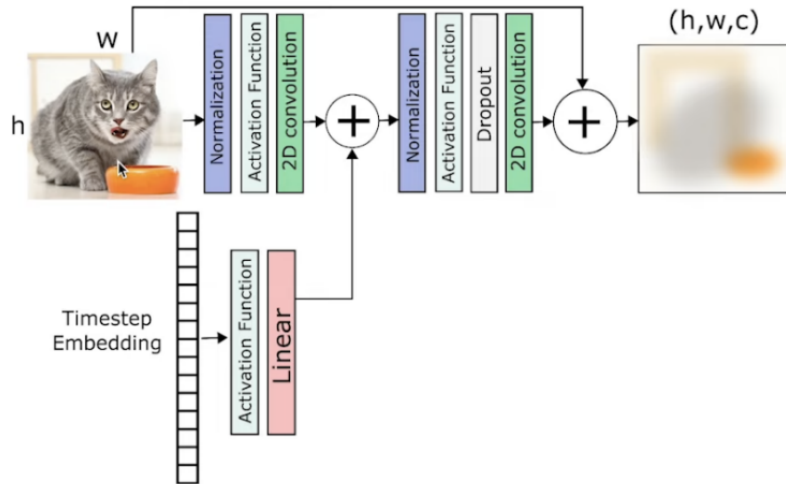 w
(h,w,c)
h
Normalization
Activation Function
2D convolution
+
Normalization
Activation Function
Dropout
2D convolution
+
Timestep
Embedding
Activation Function
Linear